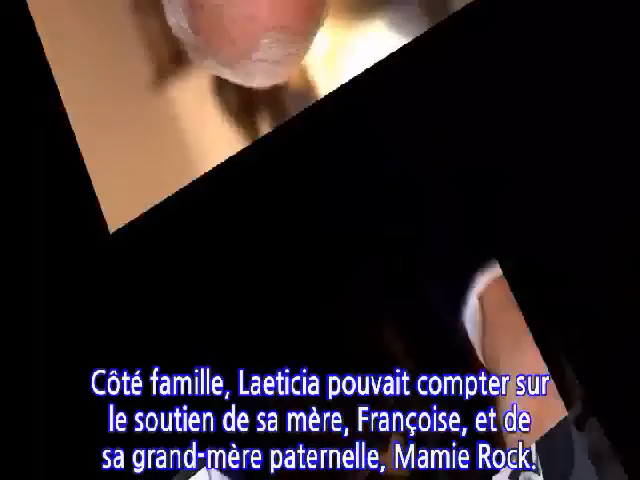 Côté famille, Laeticia pouvait compter sur
le soutien de sa mère, Françoise, et de
sa grand-mère paternelle, Mamie Rock!